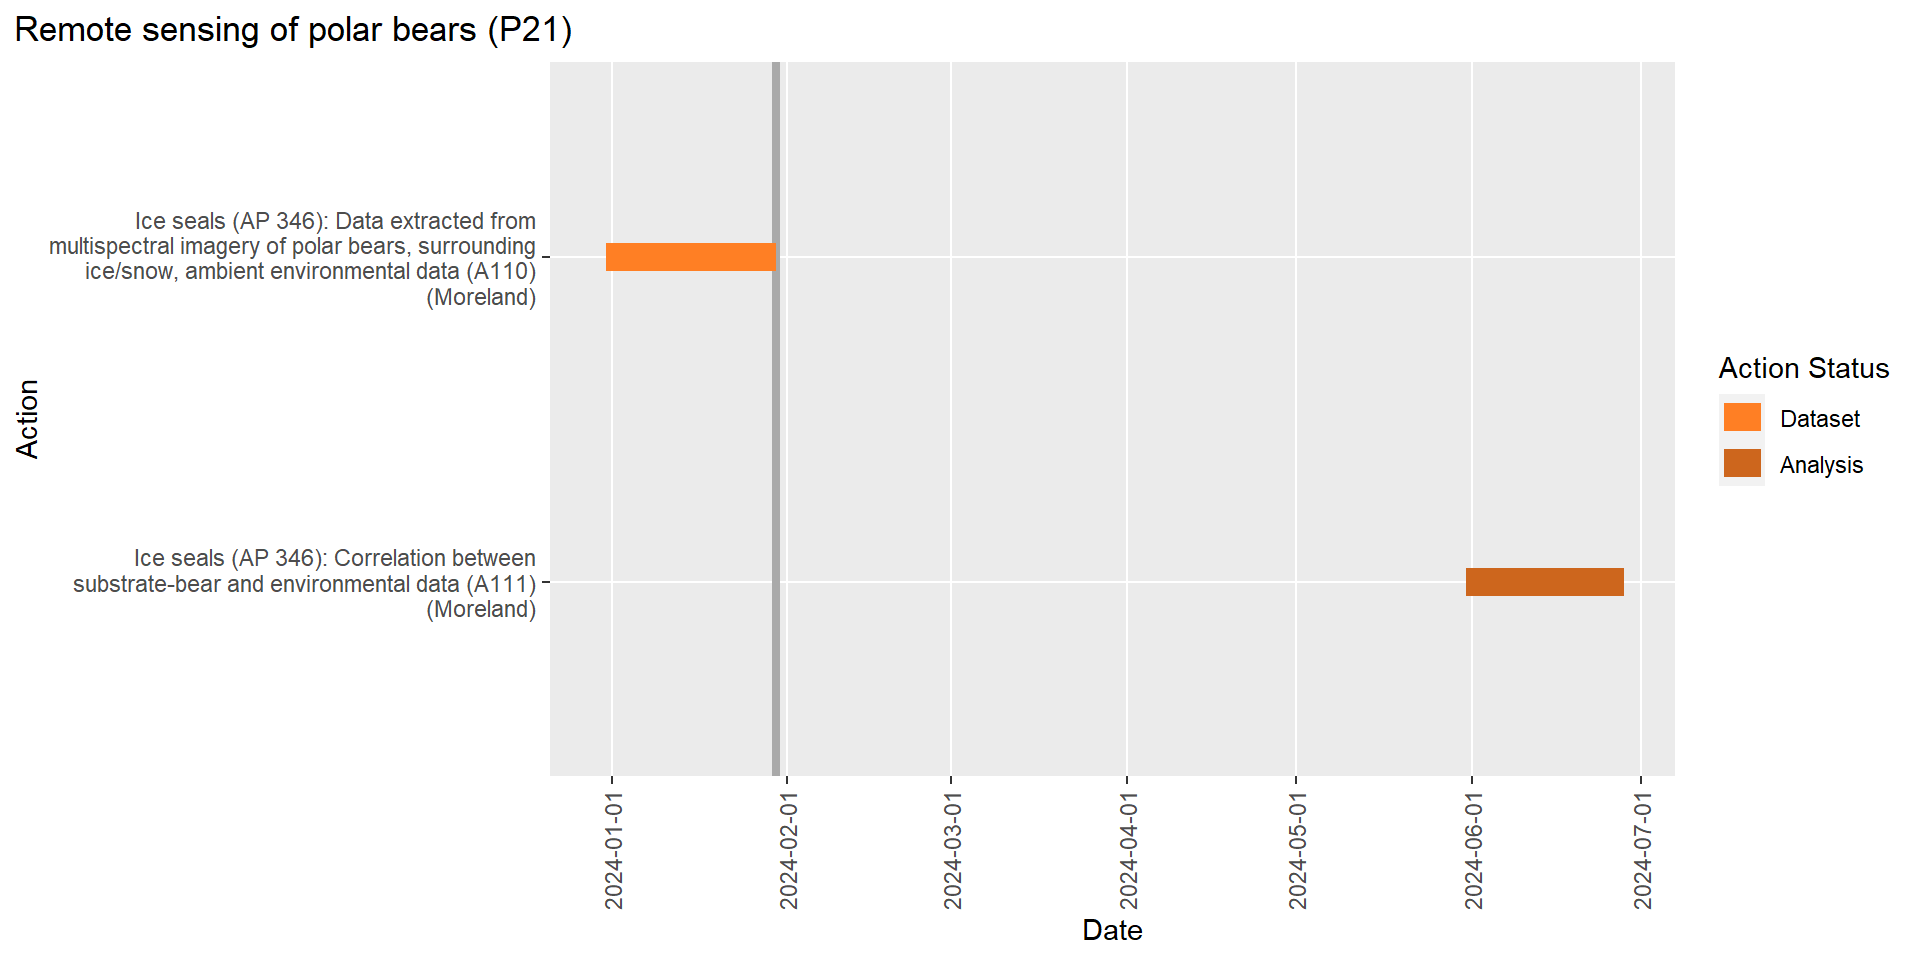 Remote sensing of polar bears (P21)
Ice seals (AP 346): Data extracted from
multispectral imagery of polar bears, surrounding
ice/snow, ambient environmental data (A110)
(Moreland)
Action
Ice seals (AP 346): Correlation between
substrate-bear and environmental data (A111)
(Moreland)
2024-01-01
2024-02-01
2024-03-01
2024-04-01
2024-05-01
2024-06-01
2024-07-01
Date
Action Status
Dataset
Analysis